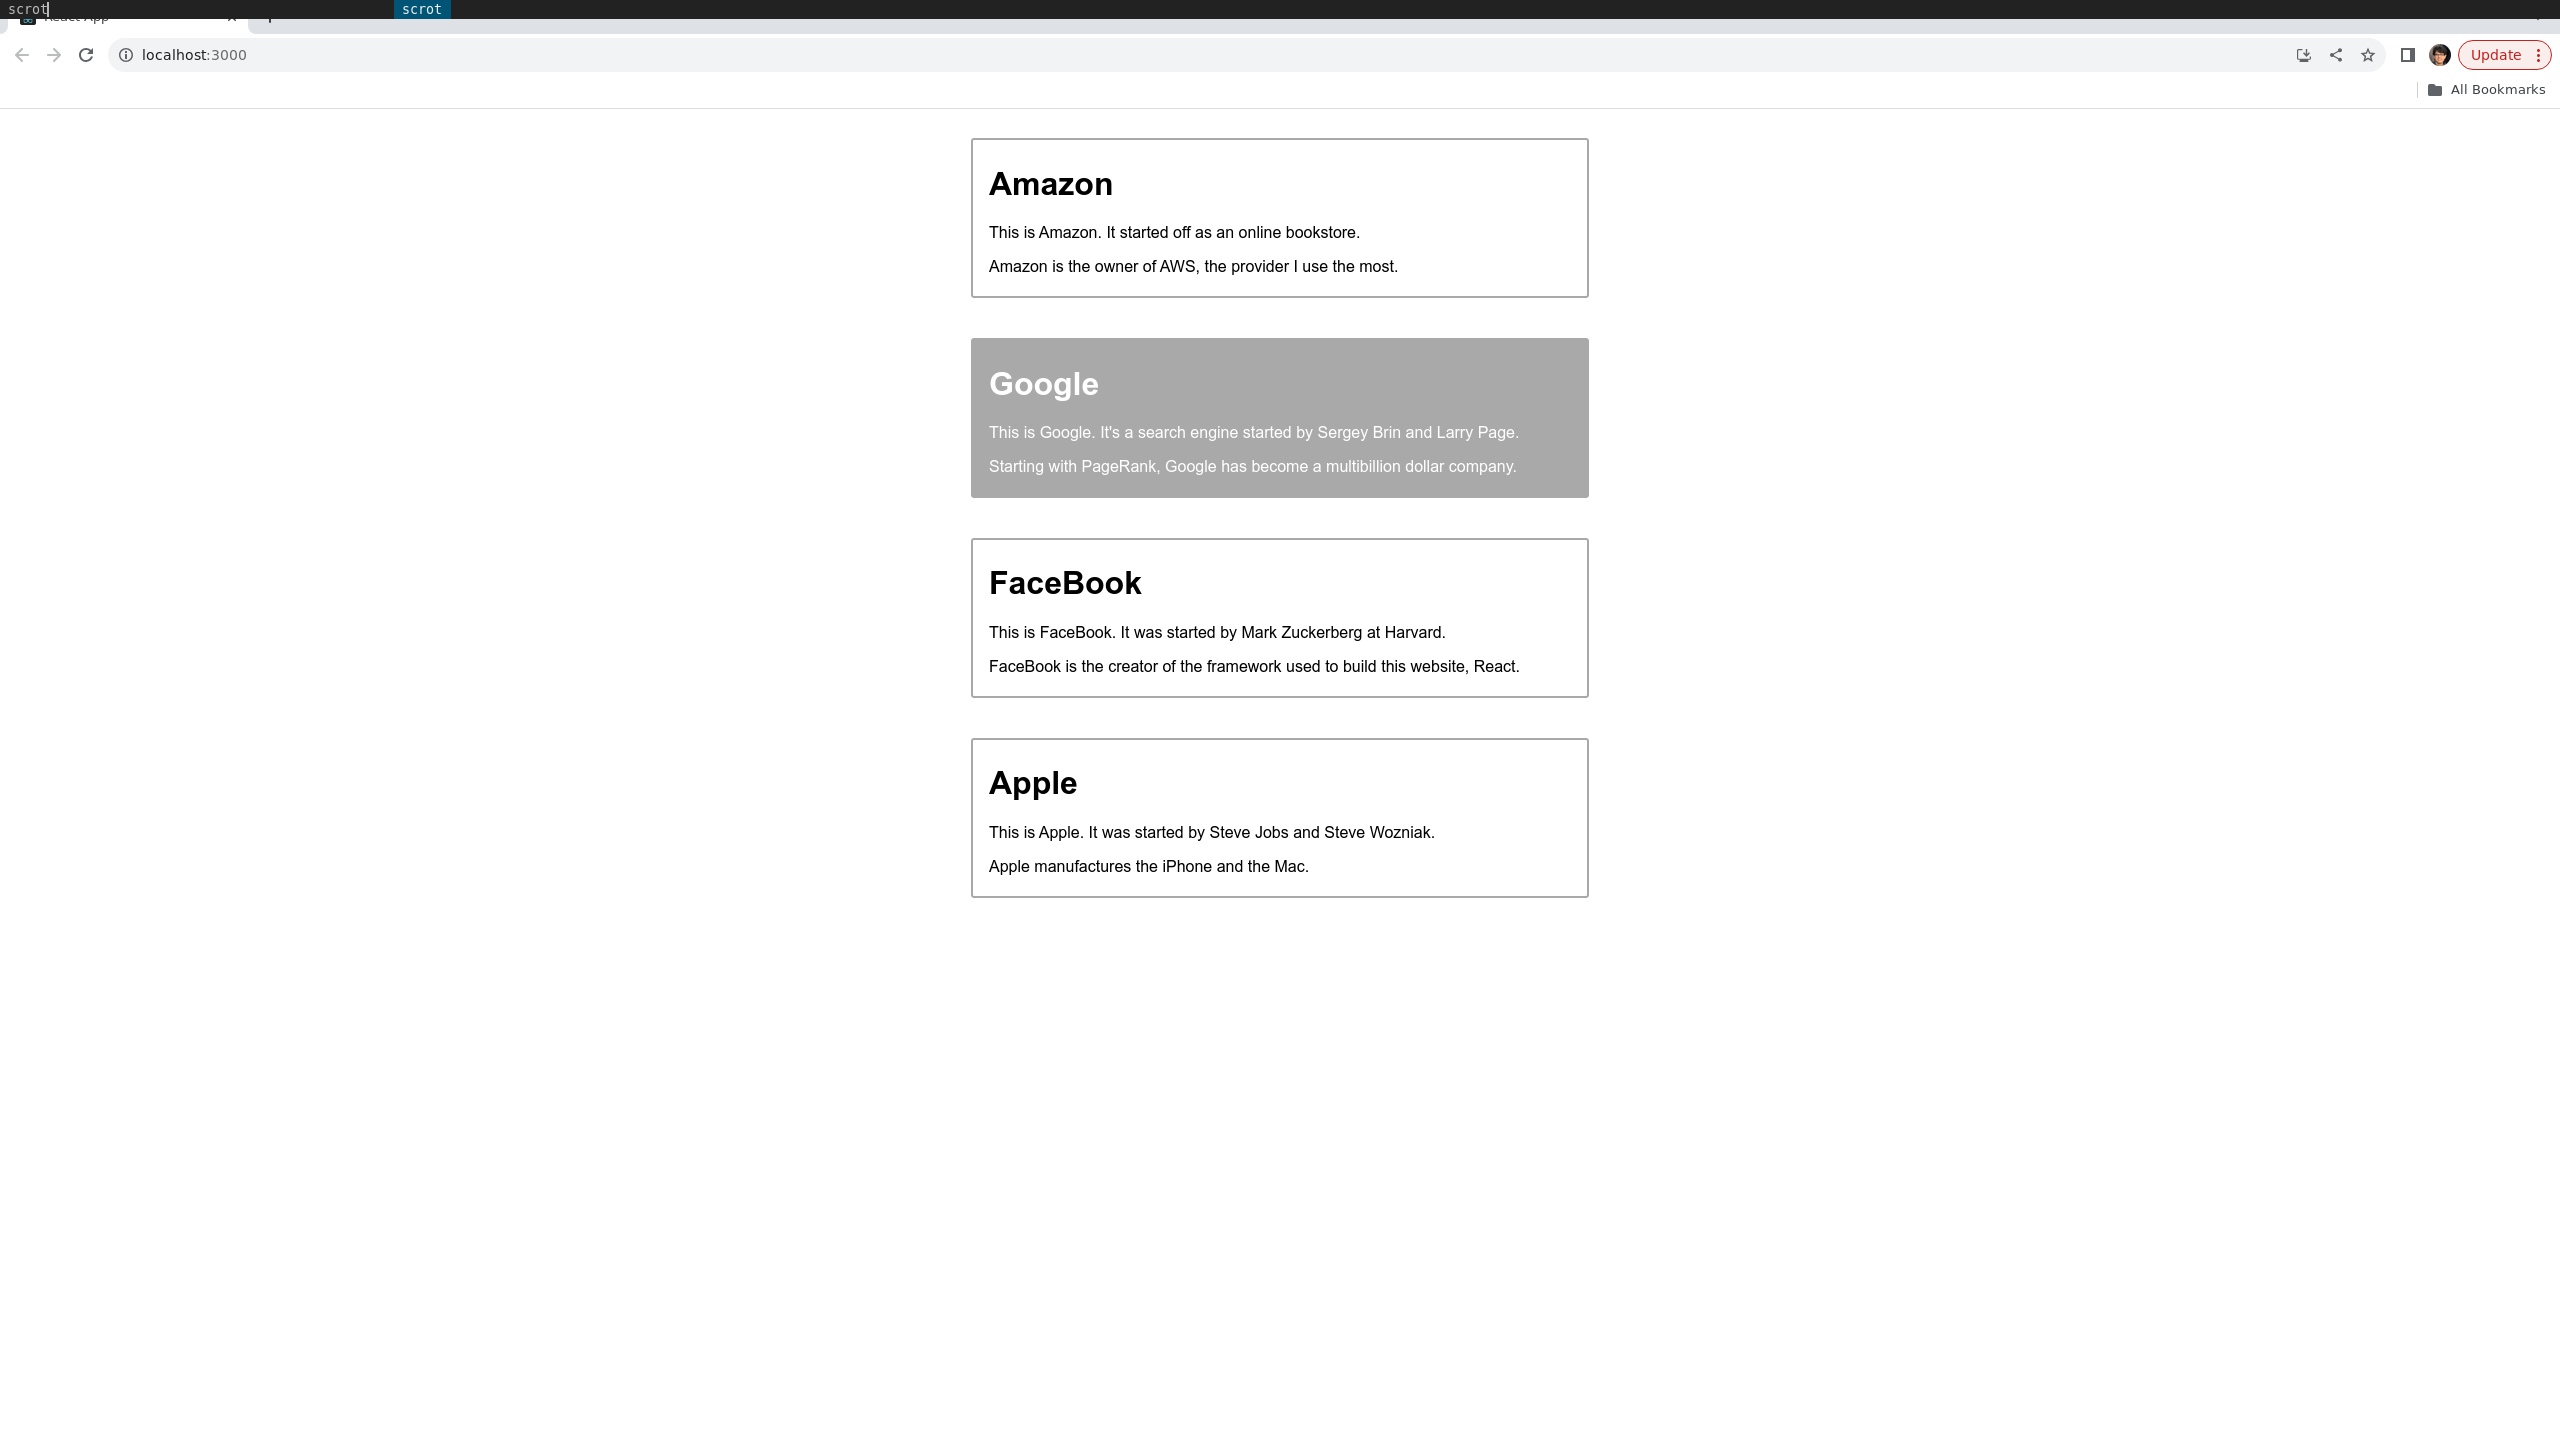 scrot scrot
React App
localhost:3000
Update
All Bookmarks
Amazon
This is Amazon. It started off as an online bookstore.
Amazon is the owner of AWS, the provider I use the most.
Google
This is Google. It's a search engine started by Sergey Brin and Larry Page.
Starting with PageRank, Google has become a multibillion dollar company.
FaceBook
This is FaceBook. It was started by Mark Zuckerberg at Harvard.
FaceBook is the creator of the framework used to build this website, React.
Apple
This is Apple. It was started by Steve Jobs and Steve Wozniak.
Apple manufactures the iPhone and the Mac.